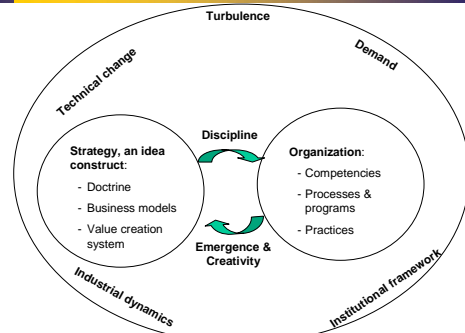 Turbulence
Technical change
Demand
Discipline
Strategy, an idea
construct:
- Doctrine
- Business models
- Value creation
system
Organization:
- Competencies
- Processes &
programs
- Practices
Emergence &
Creativity
Industrial dynamics
Institutional framework